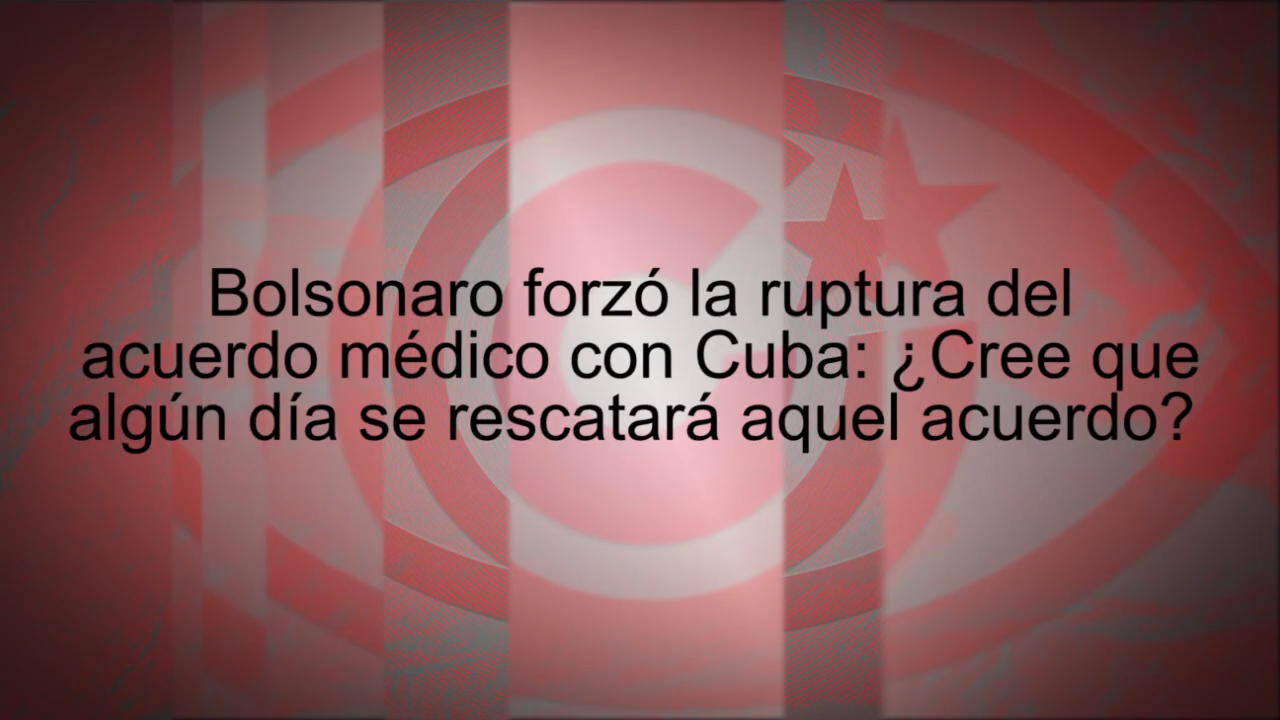 Bolsonaro forzó la ruptura del
acuerdo médico con Cuba: ¿Cree que
algún día se rescatará aquel acuerdo?